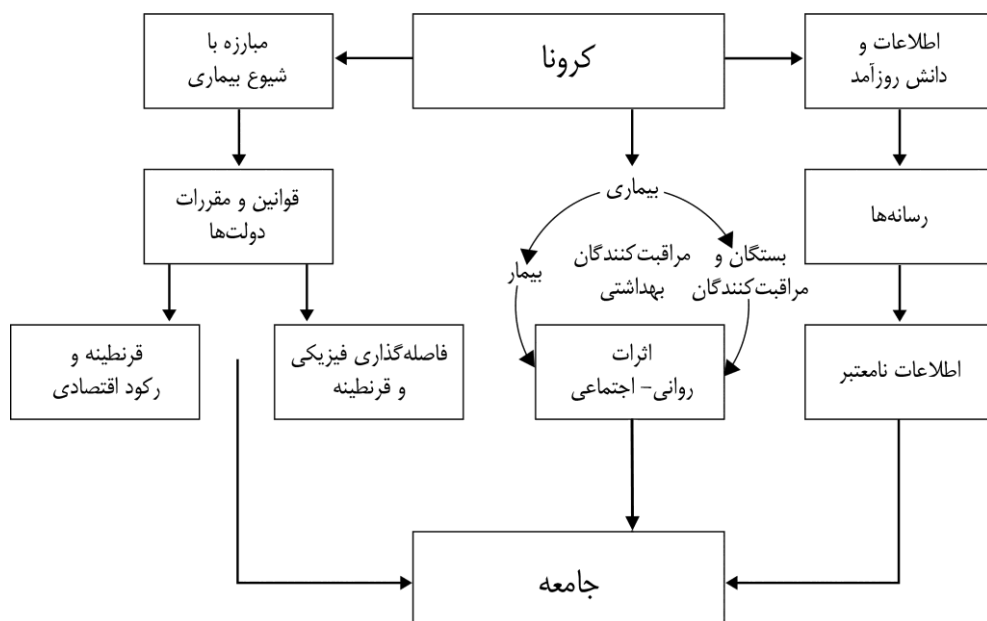 کرونا
اطلاعات و
دانش روزآمد
مبارزه با
شیوع بیماری
رسانه‌ها
قوانین و مقررات
دولت‌ها
بیماری
بستگان و
مراقبت‌کنندگان
مراقبت‌کنندگان
بهداشتی
بیمار
اطلاعات نامعتبر
اثرات
روانی- اجتماعی
فاصله‌گذاری فیزیکی
و قرنطینه
قرنطینه و
رکود اقتصادی
جامعه